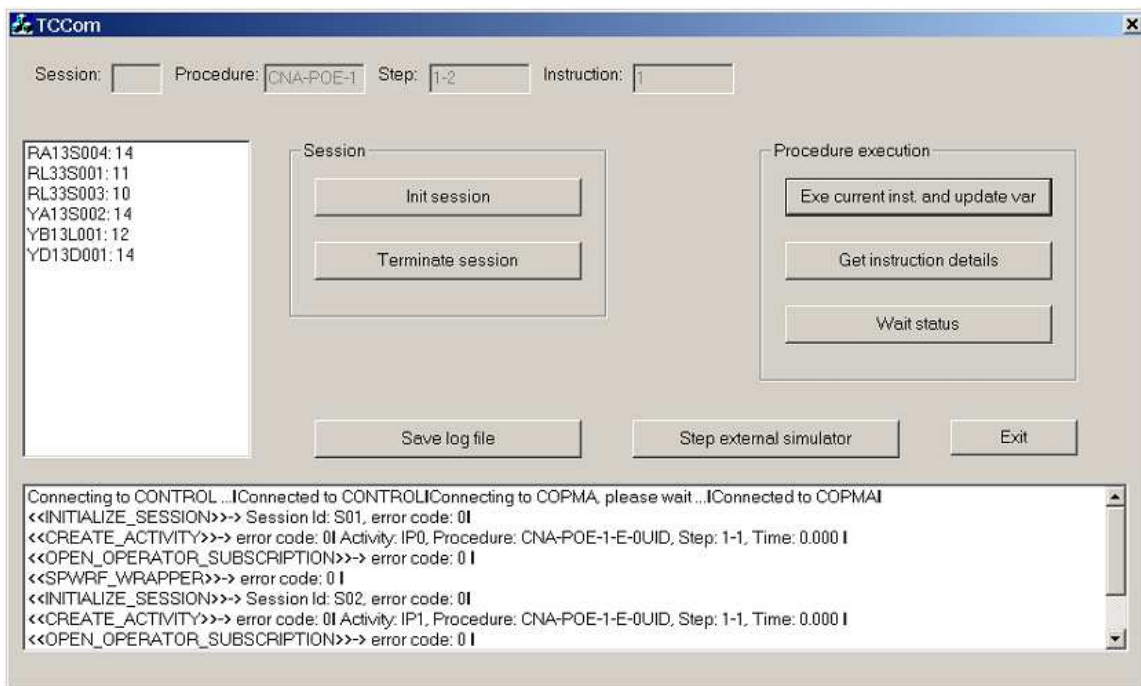 TCCom
Session: Procedure: CNA-POE-1 Step: 1-2 Instruction: 1
RA13S004: 14
RL33S001: 11
RL33S003: 10
YA13S002: 14
YB13L001: 12
YD13D001: 14
Session
Init session
Terminate session
Procedure execution
Exe current inst. and update var
Get instruction details
Wait status
Save log file
Step external simulator
Exit
Connecting to CONTROL ...|Connected to CONTROL|Connecting to COPMA, please wait ...|Connected to COPMA|
<<INITIALIZE_SESSION>>-> Session Id: S01, error code: 0|
<<CREATE_ACTIVITY>>-> error code: 0| Activity: IP0, Procedure: CNA-POE-1-E-0UID, Step: 1-1, Time: 0.000 |
<<OPEN_OPERATOR_SUBSCRIPTION>>-> error code: 0 |
<<SPWRF_WRAPPER>>-> error code: 0 |
<<INITIALIZE_SESSION>>-> Session Id: S02, error code: 0|
<<CREATE_ACTIVITY>>-> error code: 0| Activity: IP1, Procedure: CNA-POE-1-E-0UID, Step: 1-1, Time: 0.000 |
<<OPEN_OPERATOR_SUBSCRIPTION>>-> error code: 0 |